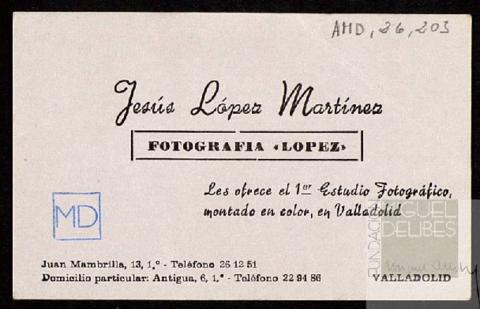 AMD, 26, 203
Jesús López Martínez
FOTOGRAFIA «LOPEZ»
Les ofrece el 1er Estudio Fotográfico,
montado en color, en Valladolid
MD
FUNDACIÓN MIGUEL DELIBES
Juan Mambrilla, 13, 1.º - Teléfono 26 12 51
Domicilio particular: Antigua, 6, 1.º - Teléfono 22 94 86
VALLADOLID